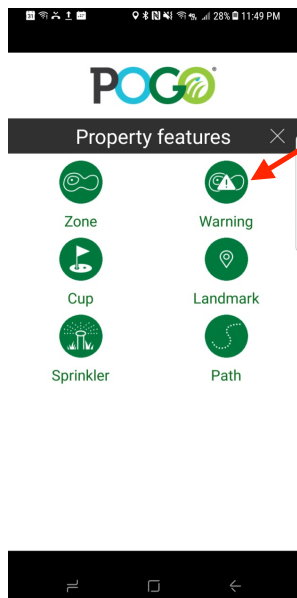 28% 11:49 PM
POGO
Property features
Zone Warning
Cup Landmark
Sprinkler Path